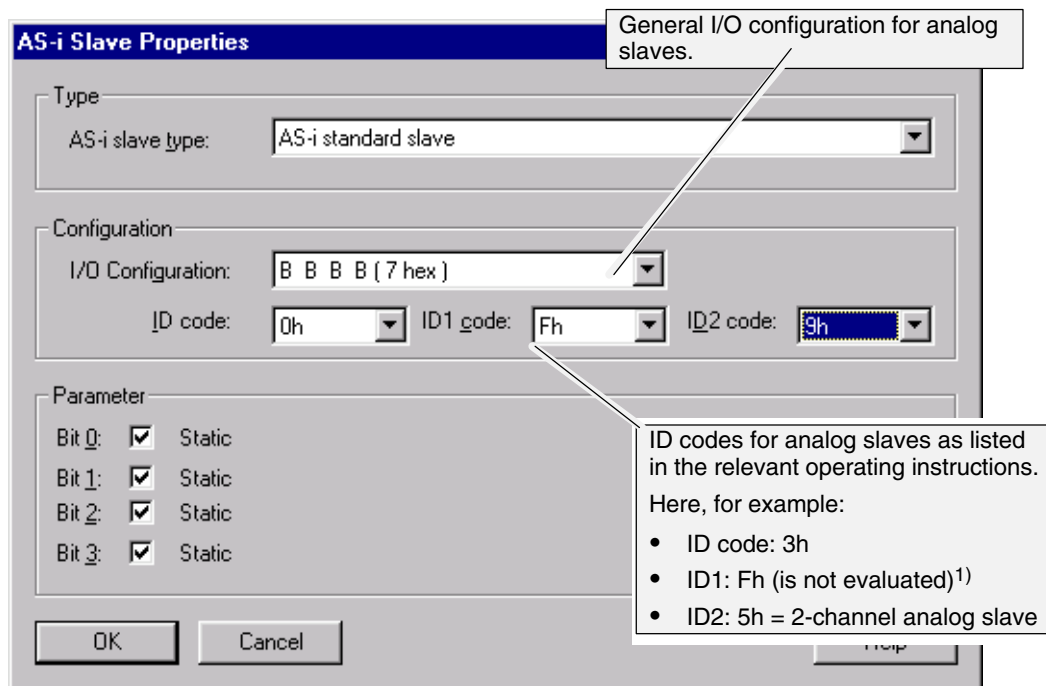 General I/O configuration for analog
slaves.
AS-i Slave Properties
Type
AS-i slave type: AS-i standard slave
Configuration
I/O Configuration: B B B B ( 7 hex )
ID code: 0h ID1 code: Fh ID2 code: 9h
Parameter
Bit 0: Static
Bit 1: Static
Bit 2: Static
Bit 3: Static
ID codes for analog slaves as listed
in the relevant operating instructions.
Here, for example:
• ID code: 3h
• ID1: Fh (is not evaluated)1)
• ID2: 5h = 2-channel analog slave
OK Cancel